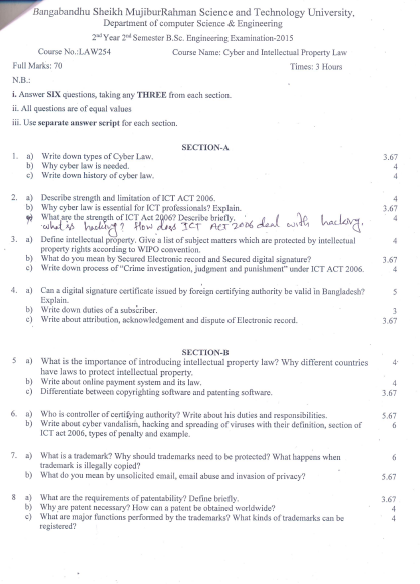 Bangabandhu Sheikh MujiburRahman Science and Technology University,
Department of computer Science & Engineering
2nd Year 2nd Semester B.Sc. Engineering Examination-2015
Course No.:LAW254 Course Name: Cyber and Intellectual Property Law
Full Marks: 70 Times: 3 Hours
N.B.:
i. Answer SIX questions, taking any THREE from each section.
ii. All questions are of equal values
iii. Use separate answer script for each section.
SECTION-A
1. a) Write down types of Cyber Law. 3.67
b) Why cyber law is needed. 4
c) Write down history of cyber law. 4
2. a) Describe strength and limitation of ICT ACT 2006. 4
b) Why cyber law is essential for ICT professionals? Explain. 3.67
What are the strength of ICT Act 2006? Describe briefly. 4
what is hacking? How does ICT ACT 2006 deal with hacking.
3. a) Define intellectual property. Give a list of subject matters which are protected by intellectual 4
property rights according to WIPO convention.
b) What do you mean by Secured Electronic record and Secured digital signature? 3.67
c) Write down process of "Crime investigation, judgment and punishment" under ICT ACT 2006. 4
4. a) Can a digital signature certificate issued by foreign certifying authority be valid in Bangladesh? 5
Explain.
b) Write down duties of a subscriber. 3
c) Write about attribution, acknowledgement and dispute of Electronic record. 3.67
SECTION-B
5 a) What is the importance of introducing intellectual property law? Why different countries 4
have laws to protect intellectual property.
b) Write about online payment system and its law. 4
c) Differentiate between copyrighting software and patenting software. 3.67
6. a) Who is controller of certifying authority? Write about his duties and responsibilities. 5.67
b) Write about cyber vandalism, hacking and spreading of viruses with their definition, section of 6
ICT act 2006, types of penalty and example.
7. a) What is a trademark? Why should trademarks need to be protected? What happens when 6
trademark is illegally copied?
b) What do you mean by unsolicited email, email abuse and invasion of privacy? 5.67
8 a) What are the requirements of patentability? Define briefly. 3.67
b) Why are patent necessary? How can a patent be obtained worldwide? 4
c) What are major functions performed by the trademarks? What kinds of trademarks can be 4
registered?